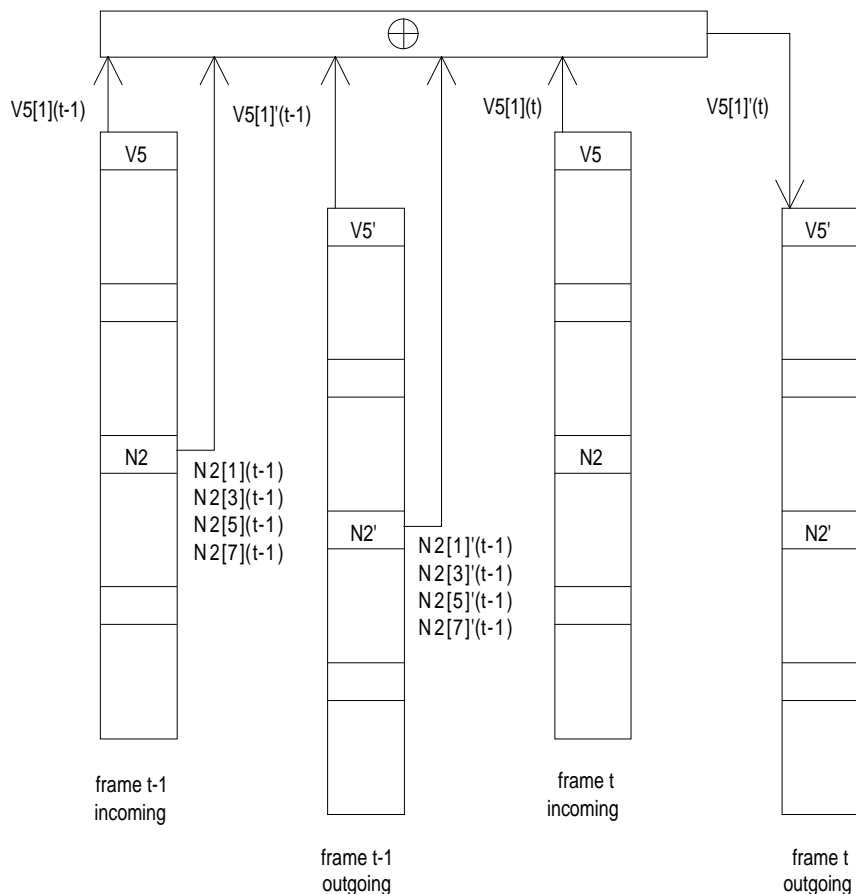 ⊕
V5[1](t-1)
V5[1]'(t-1)
V5[1](t)
V5[1]'(t)
V5
V5
V5'
V5'
N2
N2
N2[1](t-1)
N2[3](t-1)
N2[5](t-1)
N2[7](t-1)
N2'
N2'
N2[1]'(t-1)
N2[3]'(t-1)
N2[5]'(t-1)
N2[7]'(t-1)
frame t-1
incoming
frame t
incoming
frame t-1
outgoing
frame t
outgoing